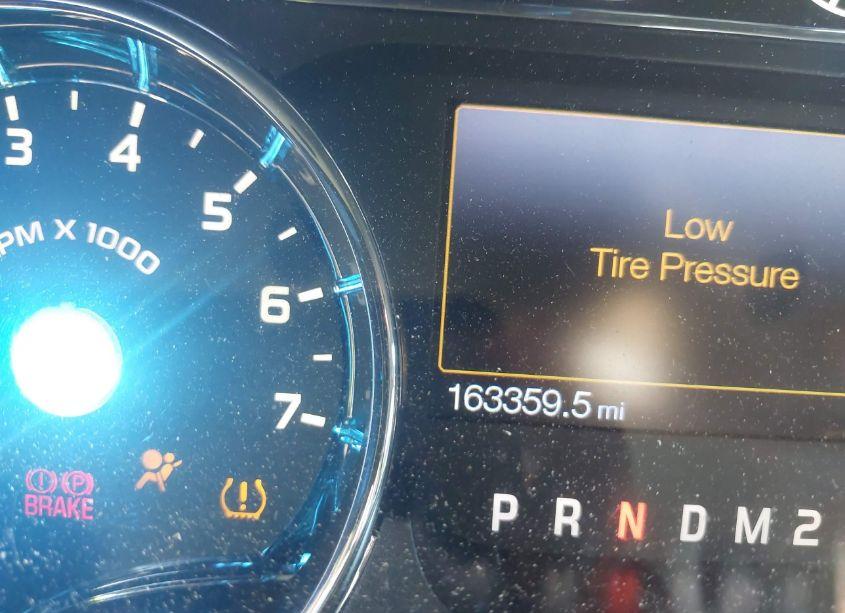 3 4 5 6 7
PM X 1000
Low
Tire Pressure
163359.5 mi
P
BRAKE
P R N D M 2